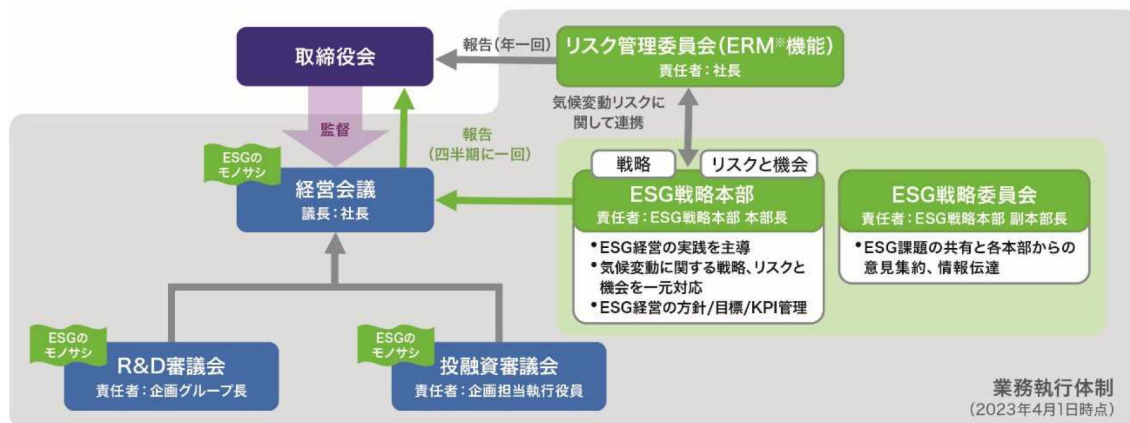 取締役会
報告(年一回)
リスク管理委員会(ERM※機能)
責任者:社長
監督
報告
(四半期に一回)
気候変動リスクに
関して連携
ESGの
モノサシ
経営会議
議長:社長
戦略
リスクと機会
ESG戦略本部
責任者:ESG戦略本部 本部長
•ESG経営の実践を主導
•気候変動に関する戦略、リスクと
機会を一元対応
•ESG経営の方針/目標/KPI管理
ESG戦略委員会
責任者:ESG戦略本部 副本部長
•ESG課題の共有と各本部からの
意見集約、情報伝達
ESGの
モノサシ
R&D審議会
責任者:企画グループ長
ESGの
モノサシ
投融資審議会
責任者:企画担当執行役員
業務執行体制
(2023年4月1日時点)